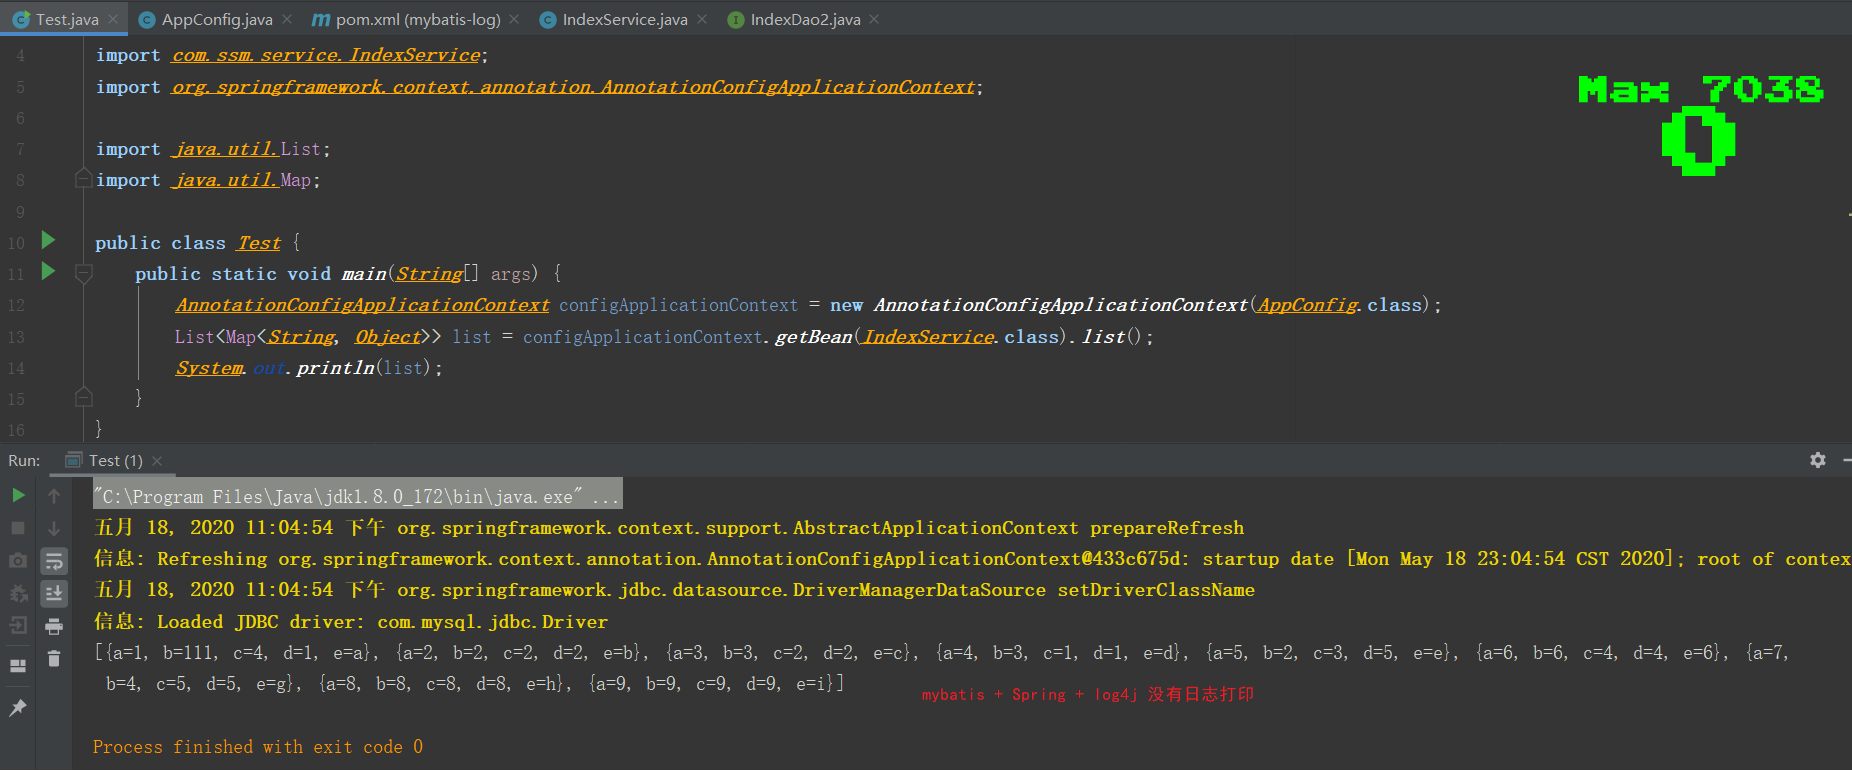 Test.java AppConfig.java pom.xml (mybatis-log) IndexService.java IndexDao2.java
4 import com.ssm.service.IndexService;
5 import org.springframework.context.annotation.AnnotationConfigApplicationContext;
Max 7038
0
6
7 import java.util.List;
8 import java.util.Map;
9
10 public class Test {
11 public static void main(String[] args) {
12 AnnotationConfigApplicationContext configApplicationContext = new AnnotationConfigApplicationContext(AppConfig.class);
13 List<Map<String, Object>> list = configApplicationContext.getBean(IndexService.class).list();
14 System.out.println(list);
15 }
16 }
Run: Test (1)
"C:\Program Files\Java\jdk1.8.0_172\bin\java.exe" ...
五月 18, 2020 11:04:54 下午 org.springframework.context.support.AbstractApplicationContext prepareRefresh
信息: Refreshing org.springframework.context.annotation.AnnotationConfigApplicationContext@433c675d: startup date [Mon May 18 23:04:54 CST 2020]; root of contex
五月 18, 2020 11:04:54 下午 org.springframework.jdbc.datasource.DriverManagerDataSource setDriverClassName
信息: Loaded JDBC driver: com.mysql.jdbc.Driver
[{a=1, b=111, c=4, d=1, e=a}, {a=2, b=2, c=2, d=2, e=b}, {a=3, b=3, c=2, d=2, e=c}, {a=4, b=3, c=1, d=1, e=d}, {a=5, b=2, c=3, d=5, e=e}, {a=6, b=6, c=4, d=4, e=6}, {a=7,
b=4, c=5, d=5, e=g}, {a=8, b=8, c=8, d=8, e=h}, {a=9, b=9, c=9, d=9, e=i}]
mybatis + Spring + log4j 没有日志打印
Process finished with exit code 0